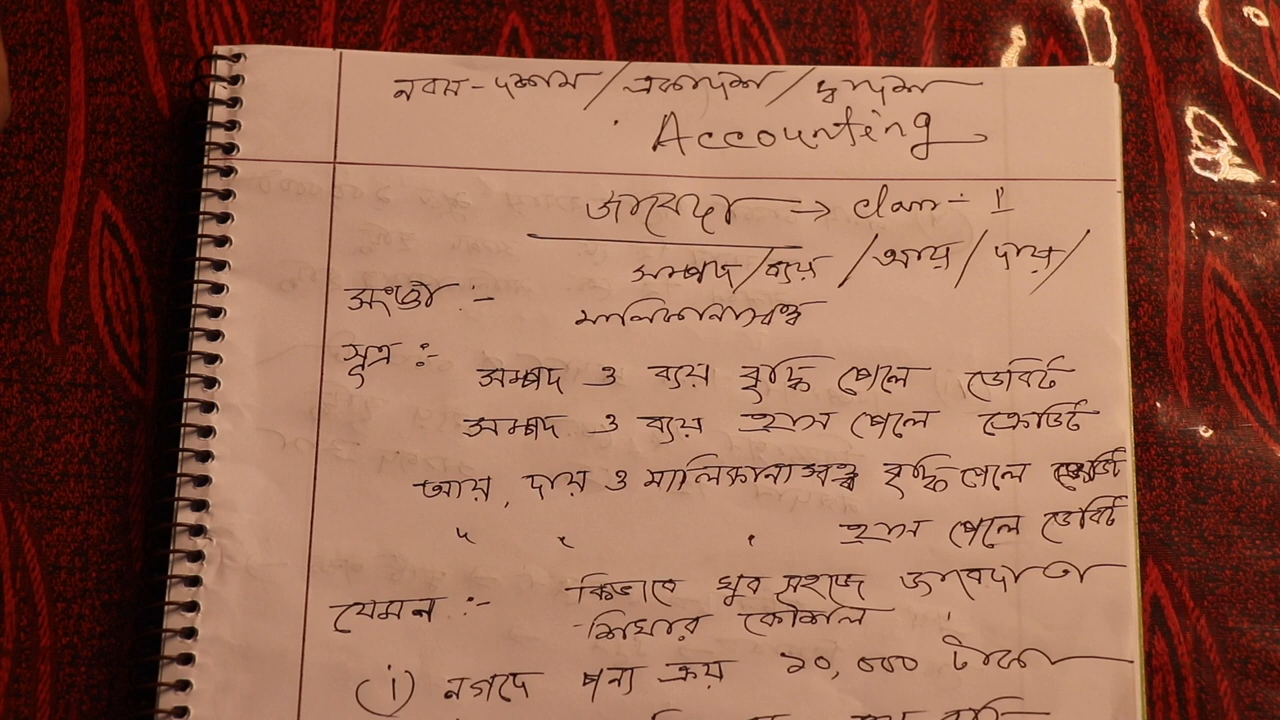 নবম-দশম / একাদশ / দ্বাদশ
Accounting
জাবেদা → class - 1
সম্পদ / ব্যয় / আয় / দায় /
সংজ্ঞা :- মালিকানাস্বত্ব
সূত্র :-
সম্পদ ও ব্যয় বৃদ্ধি পেলে ডেবিট
সম্পদ ও ব্যয় হ্রাস পেলে ক্রেডিট
আয়, দায় ও মালিকানাস্বত্ব বৃদ্ধি পেলে ক্রেডিট
" " " হ্রাস পেলে ডেবিট
কিভাবে খুব সহজে জাবেদা
যেমন :- শিখার কৌশল
(i) নগদে পন্য ক্রয় ১০,০০০ টাকা